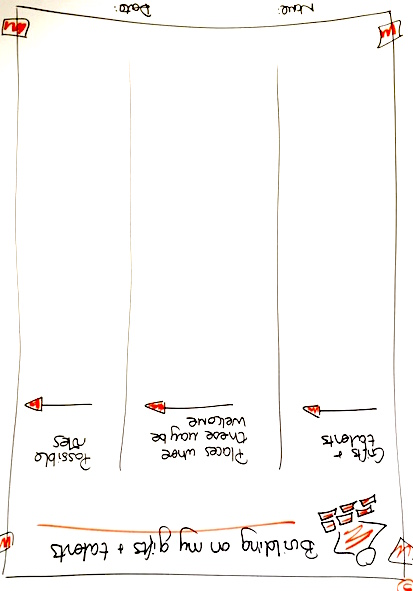 Building on my gifts + talents
Gifts +
talents
Places where
these may be
welcome
Possible
roles
Name:
Date: